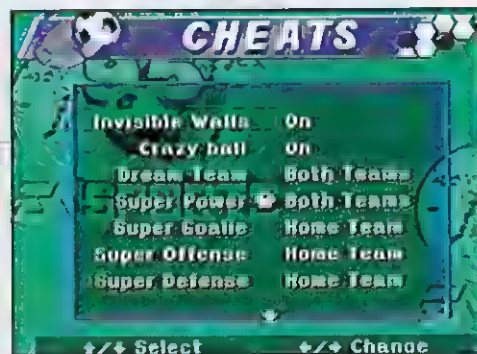 CHEATS
Invisible Walls On
Crazy ball On
Dream Team Both Teams
Super Power Both Teams
Super Goalie Home Team
Super Offense Home Team
Super Defense Home Team
Select Change